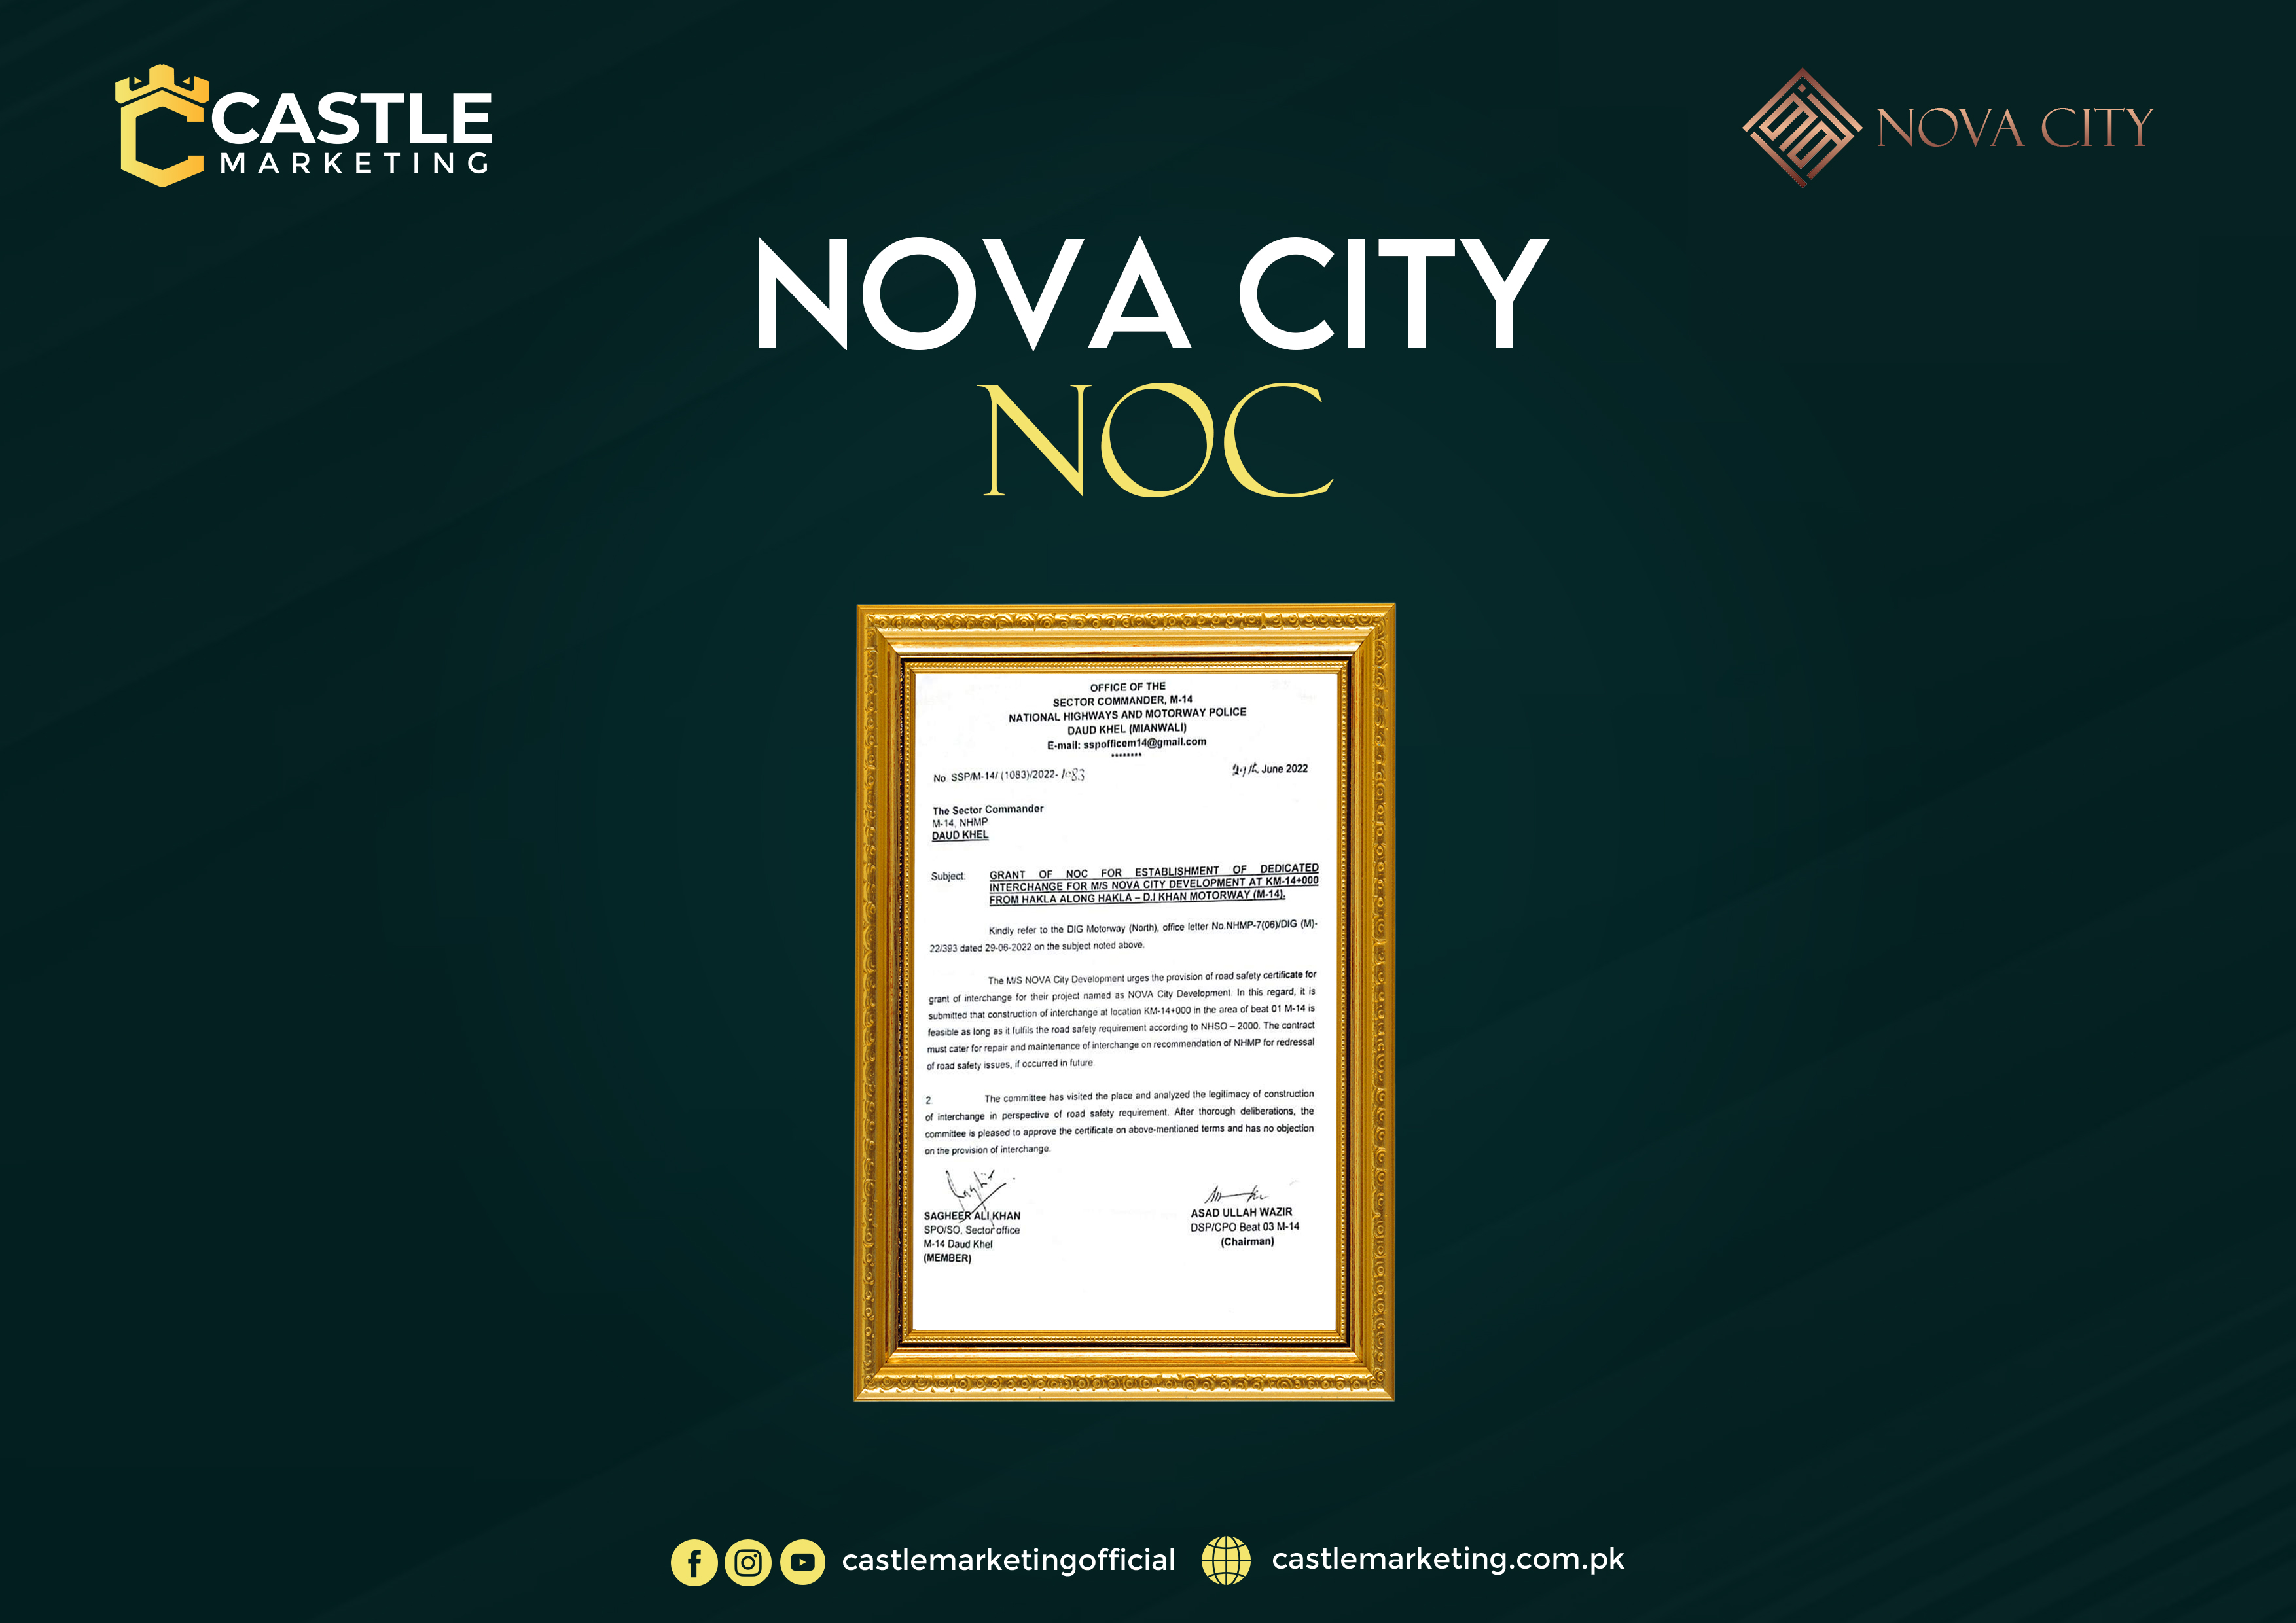 CASTLE
MARKETING
NOVA CITY
NOVA CITY
NOC
OFFICE OF THE
SECTOR COMMANDER, M-14
NATIONAL HIGHWAYS AND MOTORWAY POLICE
DAUD KHEL (MIANWALI)
E-mail: sspofficem14@gmail.com
********
No. SSP/M-14/ (1083)/2022- 1083
29th June 2022
The Sector Commander
M-14, NHMP
DAUD KHEL
Subject: GRANT OF NOC FOR ESTABLISHMENT OF DEDICATED
INTERCHANGE FOR M/S NOVA CITY DEVELOPMENT AT KM-14+000
FROM HAKLA ALONG HAKLA – D.I KHAN MOTORWAY (M-14).
Kindly refer to the DIG Motorway (North), office letter No.NHMP-7(06)/DIG (M)-
22/393 dated 29-06-2022 on the subject noted above.
The M/S NOVA City Development urges the provision of road safety certificate for
grant of interchange for their project named as NOVA City Development. In this regard, it is
submitted that construction of interchange at location KM-14+000 in the area of beat 01 M-14 is
feasible as long as it fulfils the road safety requirement according to NHSO – 2000. The contract
must cater for repair and maintenance of interchange on recommendation of NHMP for redressal
of road safety issues, if occurred in future.
2. The committee has visited the place and analyzed the legitimacy of construction
of interchange in perspective of road safety requirement. After thorough deliberations, the
committee is pleased to approve the certificate on above-mentioned terms and has no objection
on the provision of interchange.
SAGHEER ALI KHAN
SPO/SO, Sector office
M-14 Daud Khel
(MEMBER)
ASAD ULLAH WAZIR
DSP/CPO Beat 03 M-14
(Chairman)
castlemarketingofficial
castlemarketing.com.pk